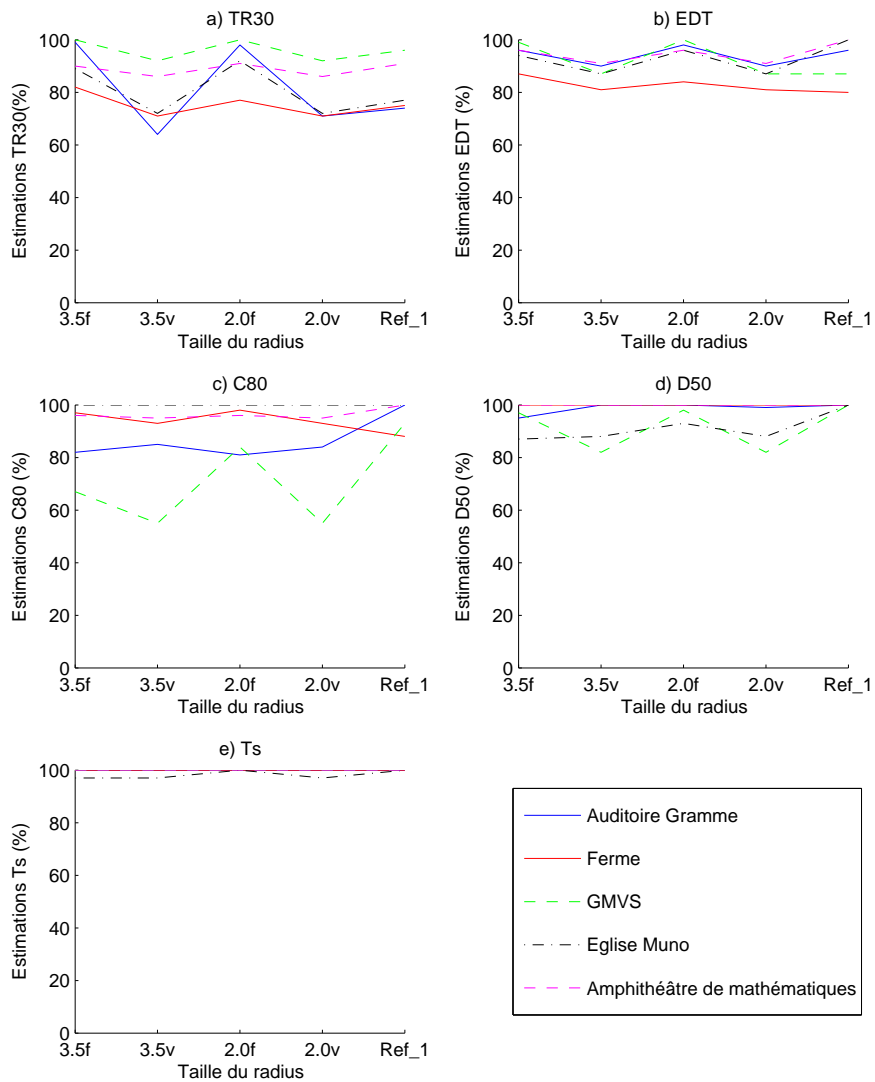 a) TR30
100
80
60
40
20
0
Estimations TR30(%)
3.5f 3.5v 2.0f 2.0v Ref_1
Taille du radius
b) EDT
100
80
60
40
20
0
Estimations EDT (%)
3.5f 3.5v 2.0f 2.0v Ref_1
Taille du radius
c) C80
100
80
60
40
20
0
Estimations C80 (%)
3.5f 3.5v 2.0f 2.0v Ref_1
Taille du radius
d) D50
100
80
60
40
20
0
Estimations D50 (%)
3.5f 3.5v 2.0f 2.0v Ref_1
Taille du radius
e) Ts
100
80
60
40
20
0
Estimations Ts (%)
3.5f 3.5v 2.0f 2.0v Ref_1
Taille du radius
Auditoire Gramme
Ferme
GMVS
Eglise Muno
Amphithéâtre de mathématiques